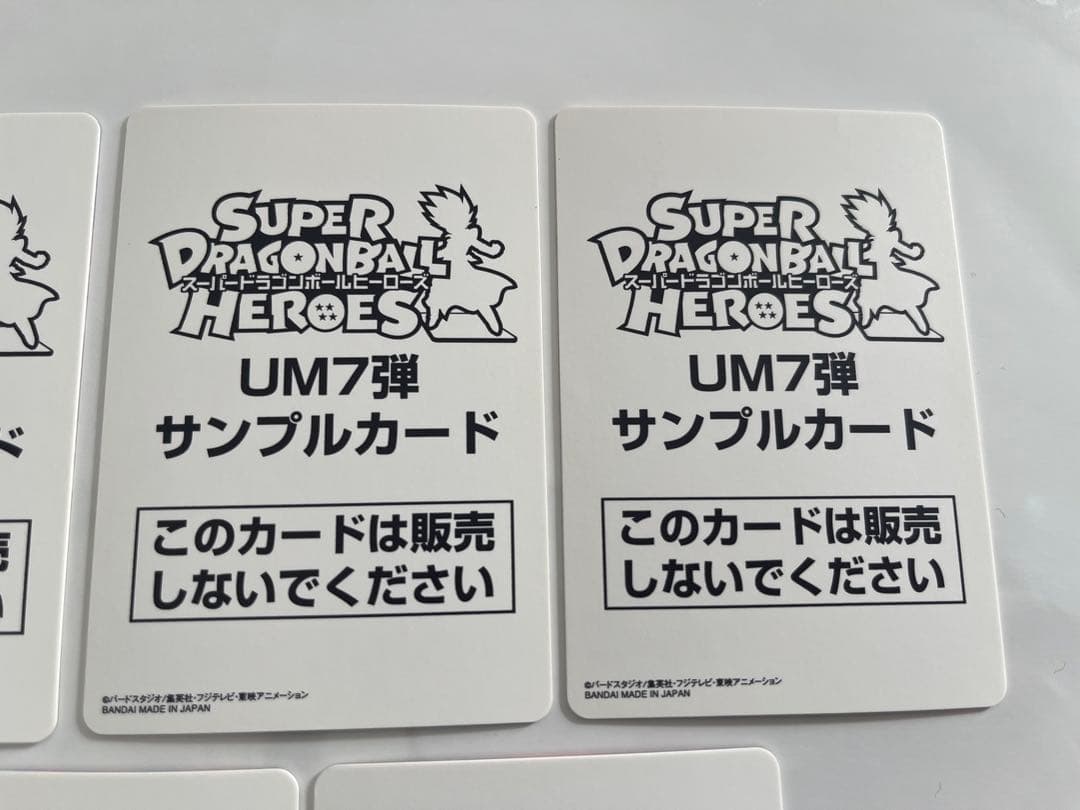 SUPER
DRAGONBALL
スーパードラゴンボールヒーローズ
HEROES
UM7弾
サンプルカード
このカードは販売
しないでください
©バードスタジオ/集英社・フジテレビ・東映アニメーション
BANDAI MADE IN JAPAN
SUPER
DRAGONBALL
スーパードラゴンボールヒーローズ
HEROES
UM7弾
サンプルカード
このカードは販売
しないでください
©バードスタジオ/集英社・フジテレビ・東映アニメーション
BANDAI MADE IN JAPAN
ド
売
い